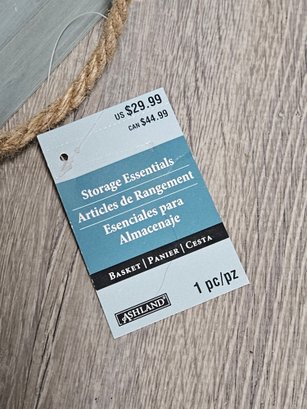 US $29.99
CAN $44.99
Storage Essentials
Articles de Rangement
Esenciales para
Almacenaje
BASKET | PANIER | CESTA
ASHLAND®
1 pc/pz